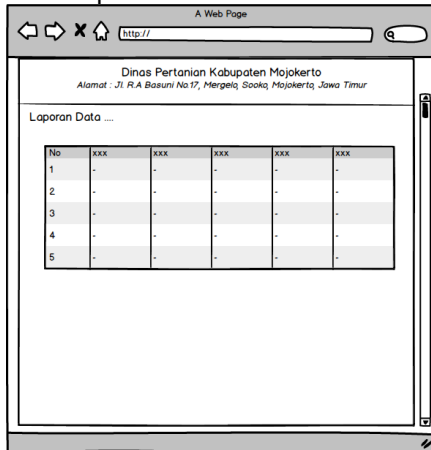 A Web Page
http://
Dinas Pertanian Kabupaten Mojokerto
Alamat : Jl. R.A Basuni No.17, Mergelo, Sooko, Mojokerto, Jawa Timur
Laporan Data ....
No xxx xxx xxx xxx xxx
1 - - - - -
2 - - - - -
3 - - - - -
4 - - - - -
5 - - - - -